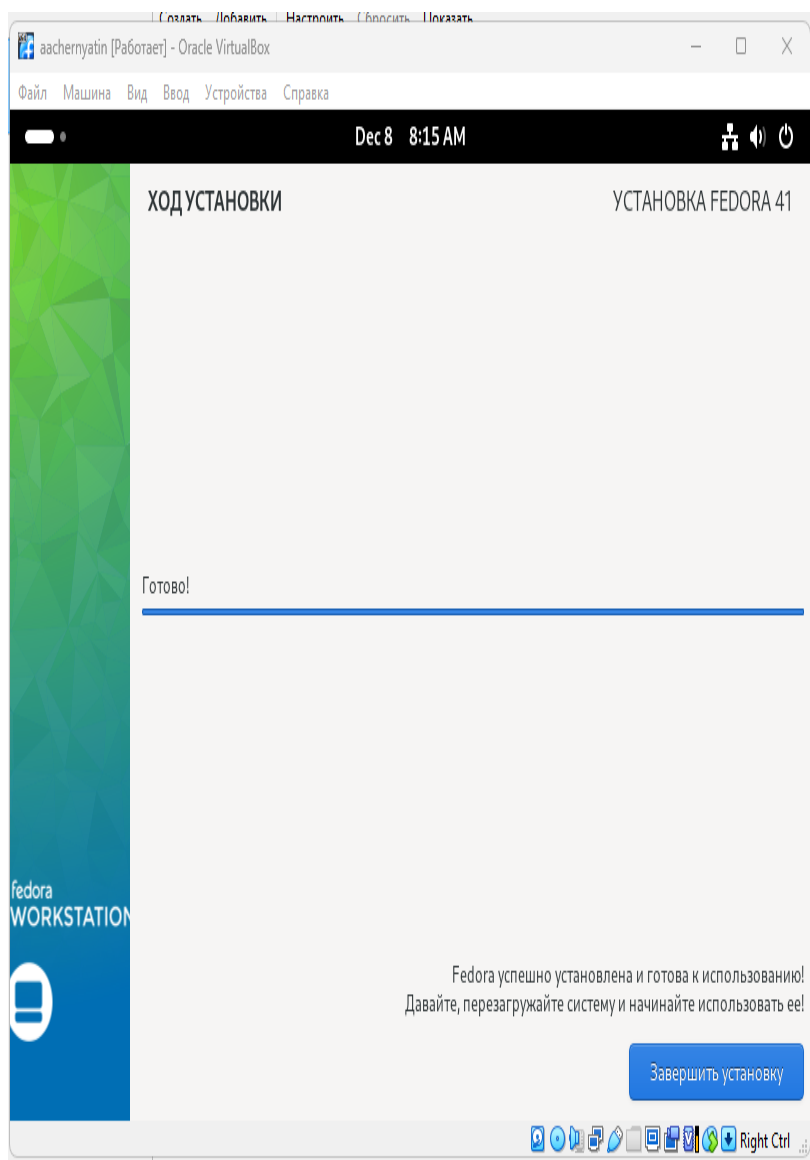 Создать Добавить Настроить Сбросить Показать
aachernyatin [Работает] - Oracle VirtualBox
Файл Машина Вид Ввод Устройства Справка
Dec 8 8:15 AM
ХОД УСТАНОВКИ
УСТАНОВКА FEDORA 41
Готово!
fedora
WORKSTATION
Fedora успешно установлена и готова к использованию!
Давайте, перезагружайте систему и начинайте использовать ее!
Завершить установку
Right Ctrl